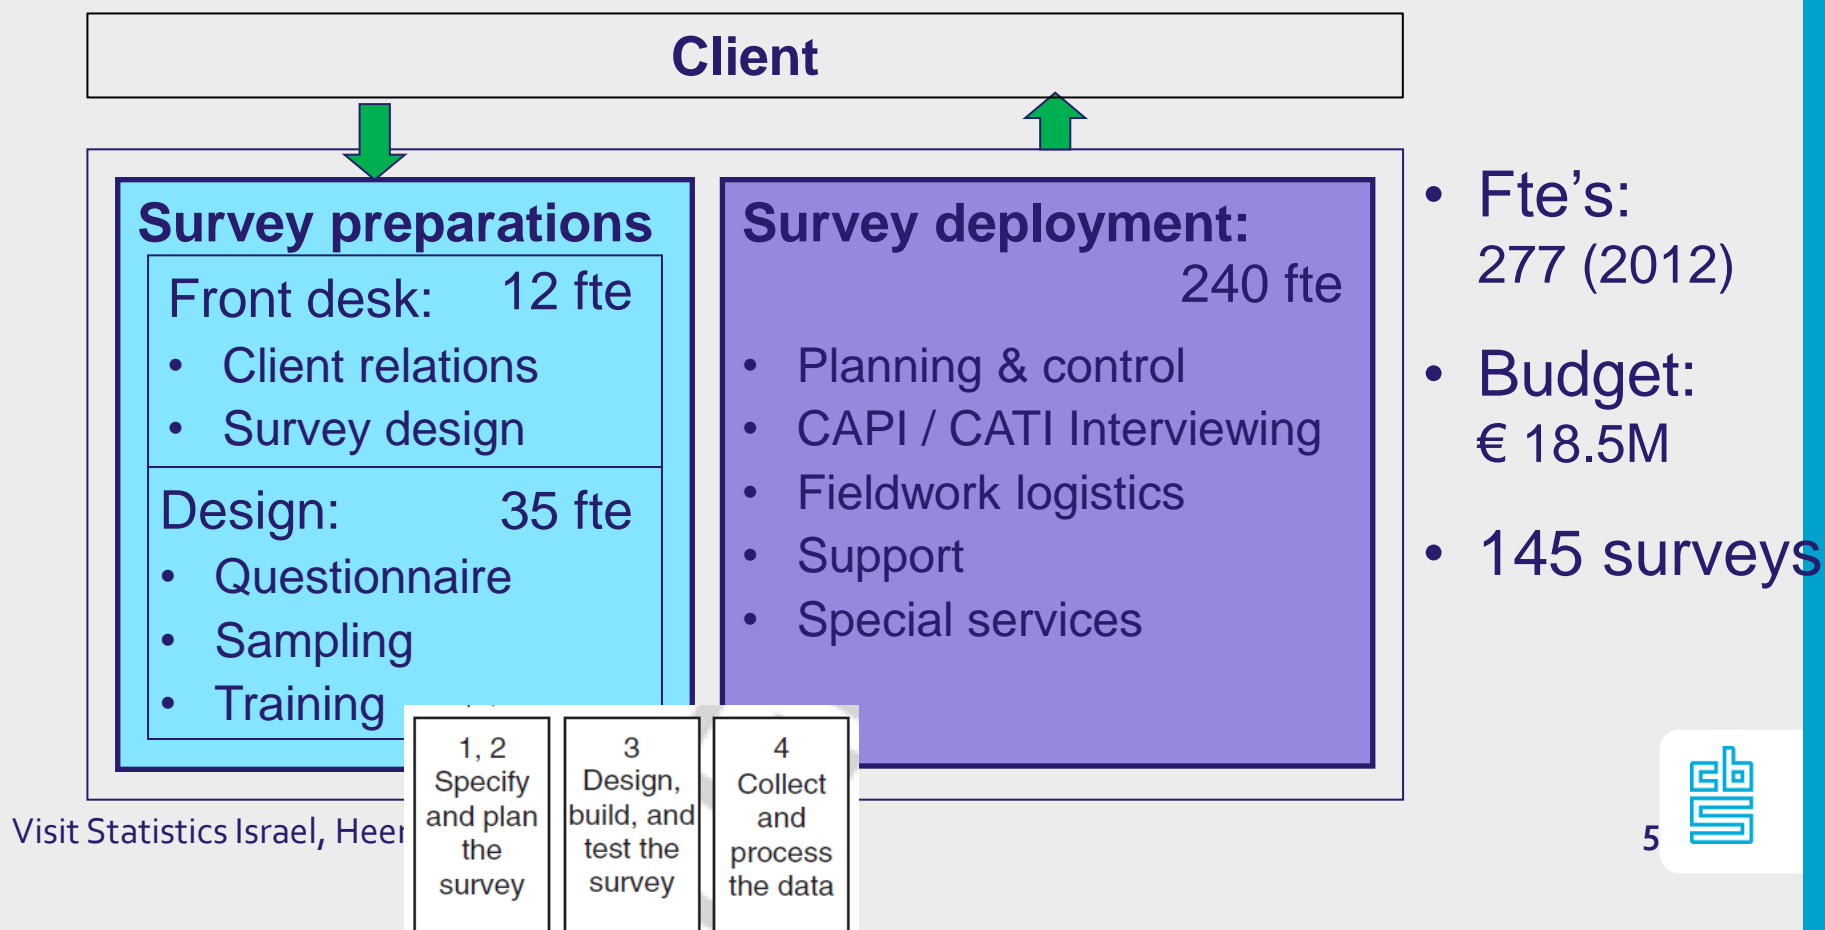 Client
Survey preparations
Front desk: 12 fte
• Client relations
• Survey design
Design: 35 fte
• Questionnaire
• Sampling
• Training
Survey deployment:
240 fte
• Planning & control
• CAPI / CATI Interviewing
• Fieldwork logistics
• Support
• Special services
• Fte’s:
277 (2012)
• Budget:
€ 18.5M
• 145 surveys
1, 2
Specify
and plan
the
survey
3
Design,
build, and
test the
survey
4
Collect
and
process
the data
Visit Statistics Israel,
5
cbs